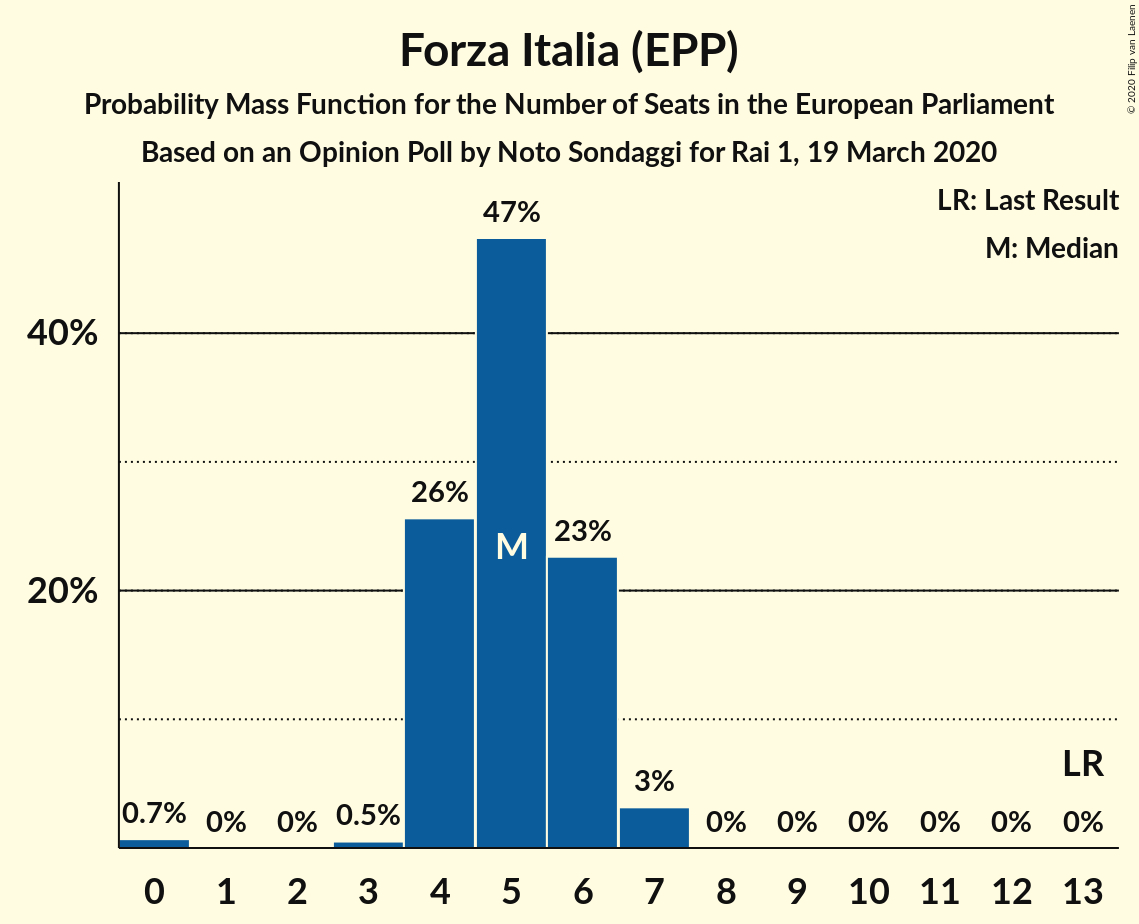 Forza Italia (EPP)
Probability Mass Function for the Number of Seats in the European Parliament
Based on an Opinion Poll by Noto Sondaggi for Rai 1, 19 March 2020
© 2020 Filip van Laenen
LR: Last Result
M: Median
47%
40%
26%
23%
M
20%
LR
3%
0.7% 0% 0% 0.5% 0% 0% 0% 0% 0% 0%
0 1 2 3 4 5 6 7 8 9 10 11 12 13